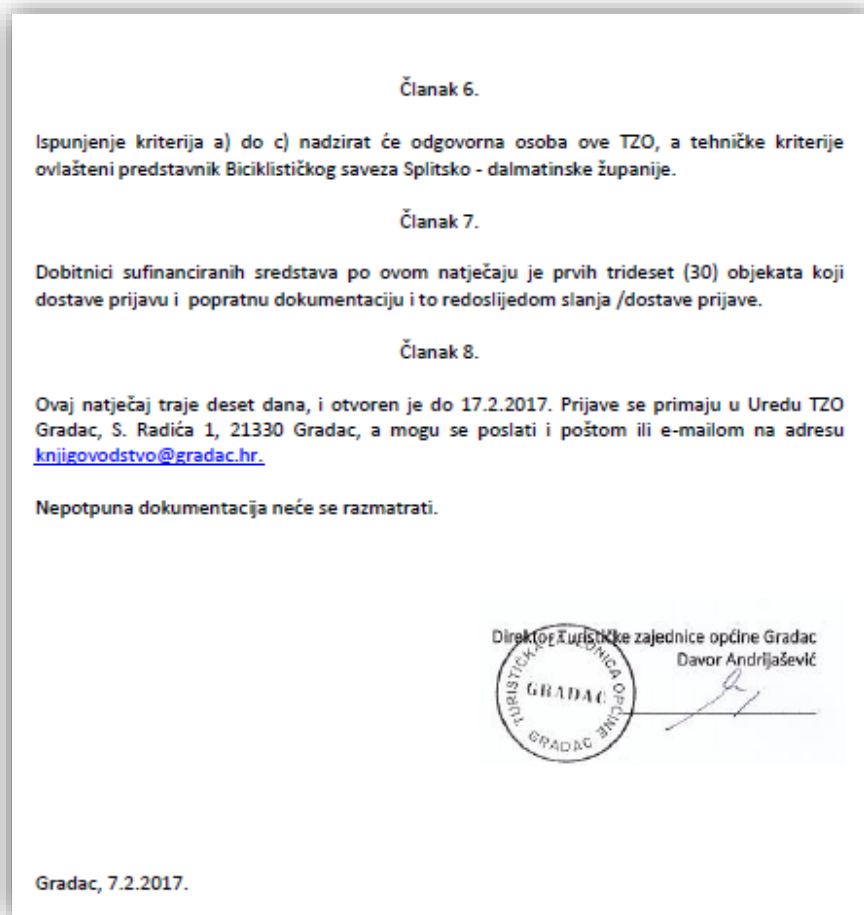 Članak 6.
Ispunjenje kriterija a) do c) nadzirat će odgovorna osoba ove TZO, a tehničke kriterije
ovlašteni predstavnik Biciklističkog saveza Splitsko - dalmatinske županije.
Članak 7.
Dobitnici sufinanciranih sredstava po ovom natječaju je prvih trideset (30) objekata koji
dostave prijavu i popratnu dokumentaciju i to redoslijedom slanja /dostave prijave.
Članak 8.
Ovaj natječaj traje deset dana, i otvoren je do 17.2.2017. Prijave se primaju u Uredu TZO
Gradac, S. Radića 1, 21330 Gradac, a mogu se poslati i poštom ili e-mailom na adresu
knjigovodstvo@gradac.hr.
Nepotpuna dokumentacija neće se razmatrati.
Direktor Turističke zajednice općine Gradac
Davor Andrijašević
TURISTIČKA ZAJEDNICA OPĆINE
GRADAC
GRADAC
Gradac, 7.2.2017.